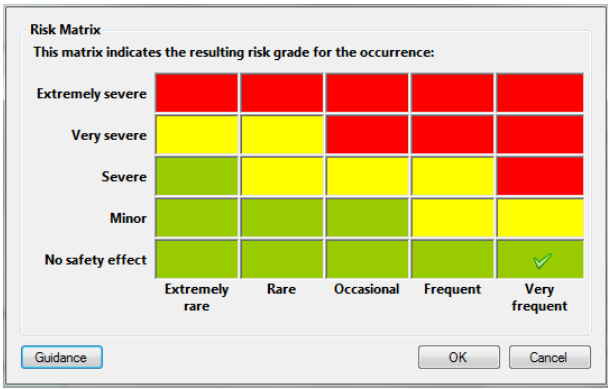 Risk Matrix
This matrix indicates the resulting risk grade for the occurrence:
Extremely severe
Very severe
Severe
Minor
No safety effect
Extremely rare
Rare
Occasional
Frequent
Very frequent
Guidance
OK
Cancel